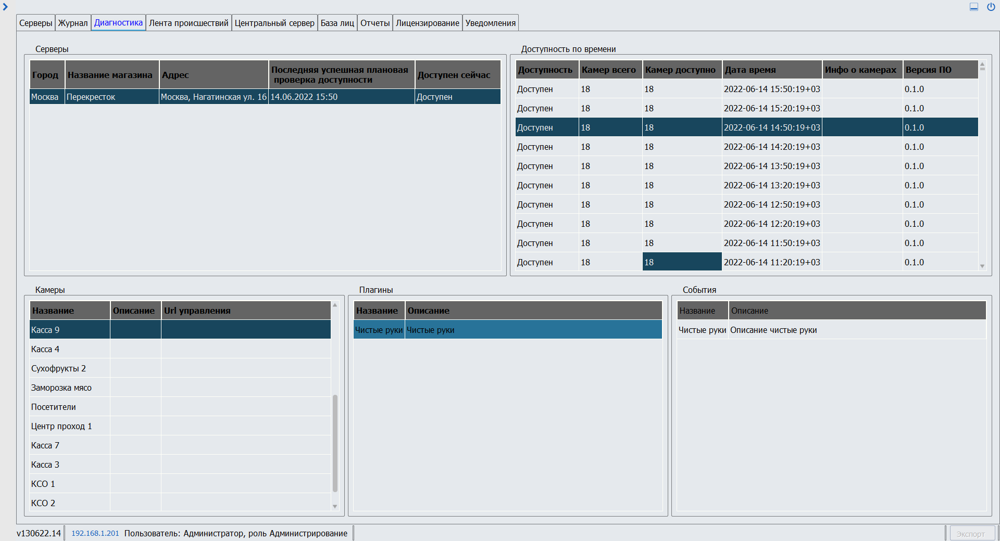 Серверы Журнал Диагностика Лента происшествий Центральный сервер База лиц Отчеты Лицензирование Уведомления
Серверы
Город Название магазина Адрес Последняя успешная плановая проверка доступности Доступен сейчас
Москва Перекресток Москва, Нагатинская ул. 16 14.06.2022 15:50 Доступен
Доступность по времени
Доступность Камер всего Камер доступно Дата время Инфо о камерах Версия ПО
Доступен 18 18 2022-06-14 15:50:19+03 0.1.0
Доступен 18 18 2022-06-14 15:20:19+03 0.1.0
Доступен 18 18 2022-06-14 14:50:19+03 0.1.0
Доступен 18 18 2022-06-14 14:20:19+03 0.1.0
Доступен 18 18 2022-06-14 13:50:19+03 0.1.0
Доступен 18 18 2022-06-14 13:20:19+03 0.1.0
Доступен 18 18 2022-06-14 12:50:19+03 0.1.0
Доступен 18 18 2022-06-14 12:20:19+03 0.1.0
Доступен 18 18 2022-06-14 11:50:19+03 0.1.0
Доступен 18 18 2022-06-14 11:20:19+03 0.1.0
Камеры
Название Описание Url управления
Касса 9
Касса 4
Сухофрукты 2
Заморозка мясо
Посетители
Центр проход 1
Касса 7
Касса 3
КСО 1
КСО 2
Плагины
Название Описание
Чистые руки Чистые руки
События
Название Описание
Чистые руки Описание чистые руки
v130622.14 192.168.1.201 Пользователь: Администратор, роль Администрирование
Экспорт